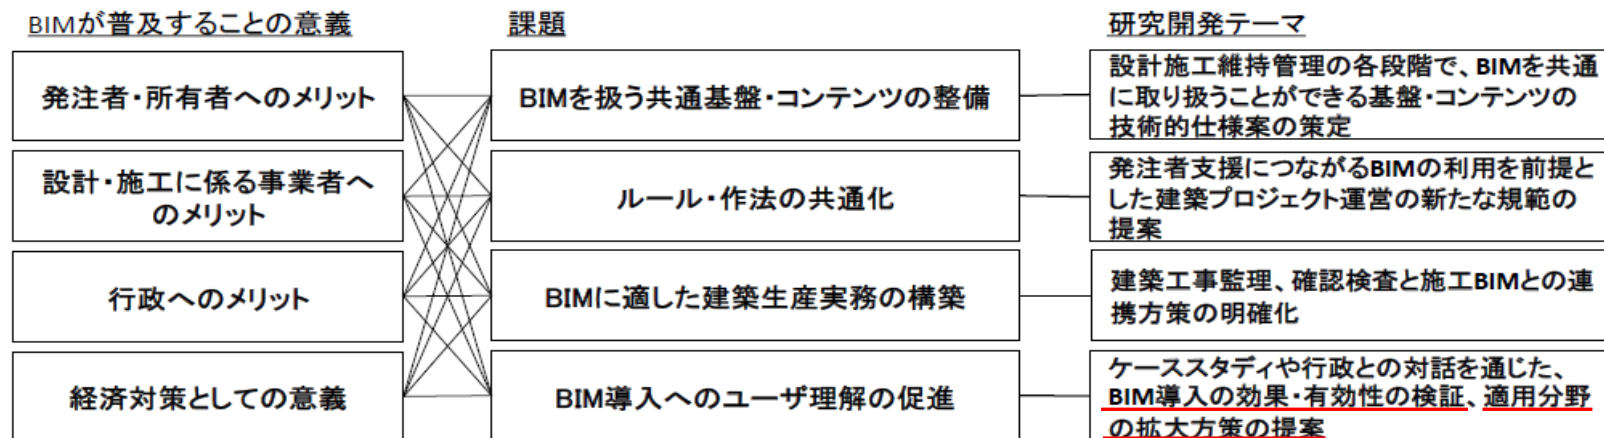 BIMが普及することの意義
課題
研究開発テーマ
発注者・所有者へのメリット
BIMを扱う共通基盤・コンテンツの整備
設計施工維持管理の各段階で、BIMを共通
に取り扱うことができる基盤・コンテンツの
技術的仕様案の策定
設計・施工に係る事業者へ
のメリット
ルール・作法の共通化
発注者支援につながるBIMの利用を前提と
した建築プロジェクト運営の新たな規範の
提案
行政へのメリット
BIMに適した建築生産実務の構築
建築工事監理、確認検査と施工BIMとの連
携方策の明確化
経済対策としての意義
BIM導入へのユーザ理解の促進
ケーススタディや行政との対話を通じた、
BIM導入の効果・有効性の検証、適用分野
の拡大方策の提案